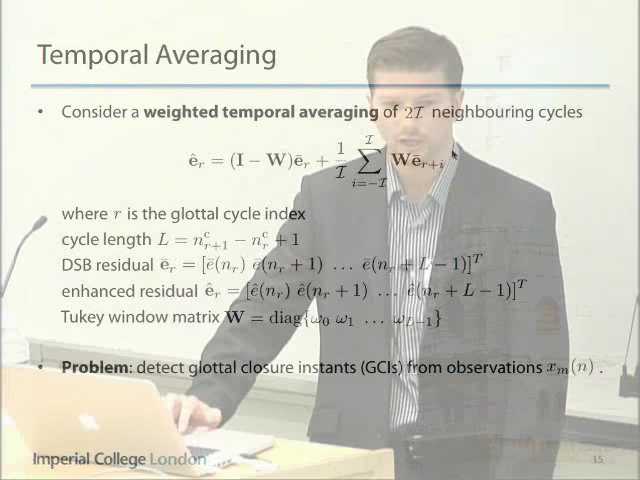 Temporal Averaging
• Consider a weighted temporal averaging of 2ℐ neighbouring cycles
ê_r = (I − W)ē_r + 1/ℐ ∑_{i=−ℐ}^{ℐ} Wē_{r+i}
where r is the glottal cycle index
cycle length L = n^c_{r+1} − n^c_r + 1
DSB residual ē_r = [ē(n_r) ē(n_r + 1) … ē(n_r + L − 1)]^T
enhanced residual ê_r = [ê(n_r) ê(n_r + 1) … ê(n_r + L − 1)]^T
Tukey window matrix W = diag{ω_0 ω_1 … ω_{L−1}}
• Problem: detect glottal closure instants (GCIs) from observations x_m(n) .
Imperial College London
15